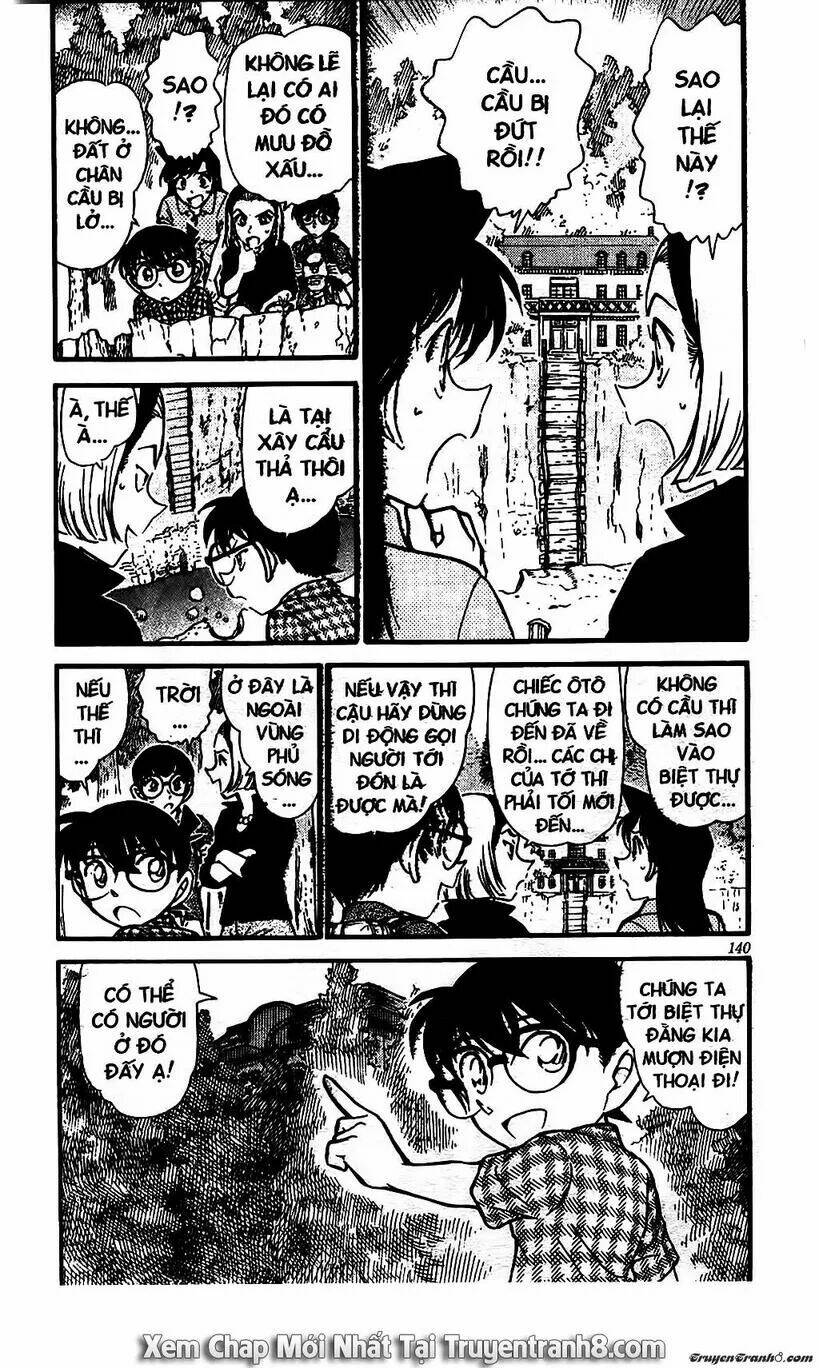 SAO
LẠI
THẾ
NÀY
!?
CẦU...
CẦU BỊ
ĐỨT
RỒI!!
KHÔNG LẼ
LẠI CÓ AI
ĐÓ CÓ
MƯU ĐỒ
XẤU...
SAO
!?
KHÔNG...
ĐẤT Ở
CHÂN
CẦU BỊ
LỞ...
LÀ TẠI
XÂY CẨU
THẢ THÔI
Ạ...
À, THẾ
À...
KHÔNG
CÓ CẦU THÌ
LÀM SAO
VÀO
BIỆT THỰ
ĐƯỢC...
CHIẾC ÔTÔ
CHÚNG TA ĐI
ĐẾN ĐÃ VỀ
RỒI... CÁC CHỊ
CỦA TỚ THÌ
PHẢI TỐI MỚI
ĐẾN...
NẾU VẬY THÌ
CẬU HÃY DÙNG
DI ĐỘNG GỌI
NGƯỜI TỚI
ĐÓN LÀ
ĐƯỢC MÀ!
Ở ĐÂY LÀ
NGOÀI
VÙNG
PHỦ
SÓNG
...
TRỜI
...
NẾU
THẾ
THÌ...
140
CHÚNG TA
TỚI BIỆT THỰ
ĐẰNG KIA
MƯỢN ĐIỆN
THOẠI ĐI!
CÓ THỂ
CÓ NGƯỜI
Ở ĐÓ
ĐẤY Ạ!
Xem Chap Mới Nhất Tại Truyentranh8.com
TruyenTranh8.com